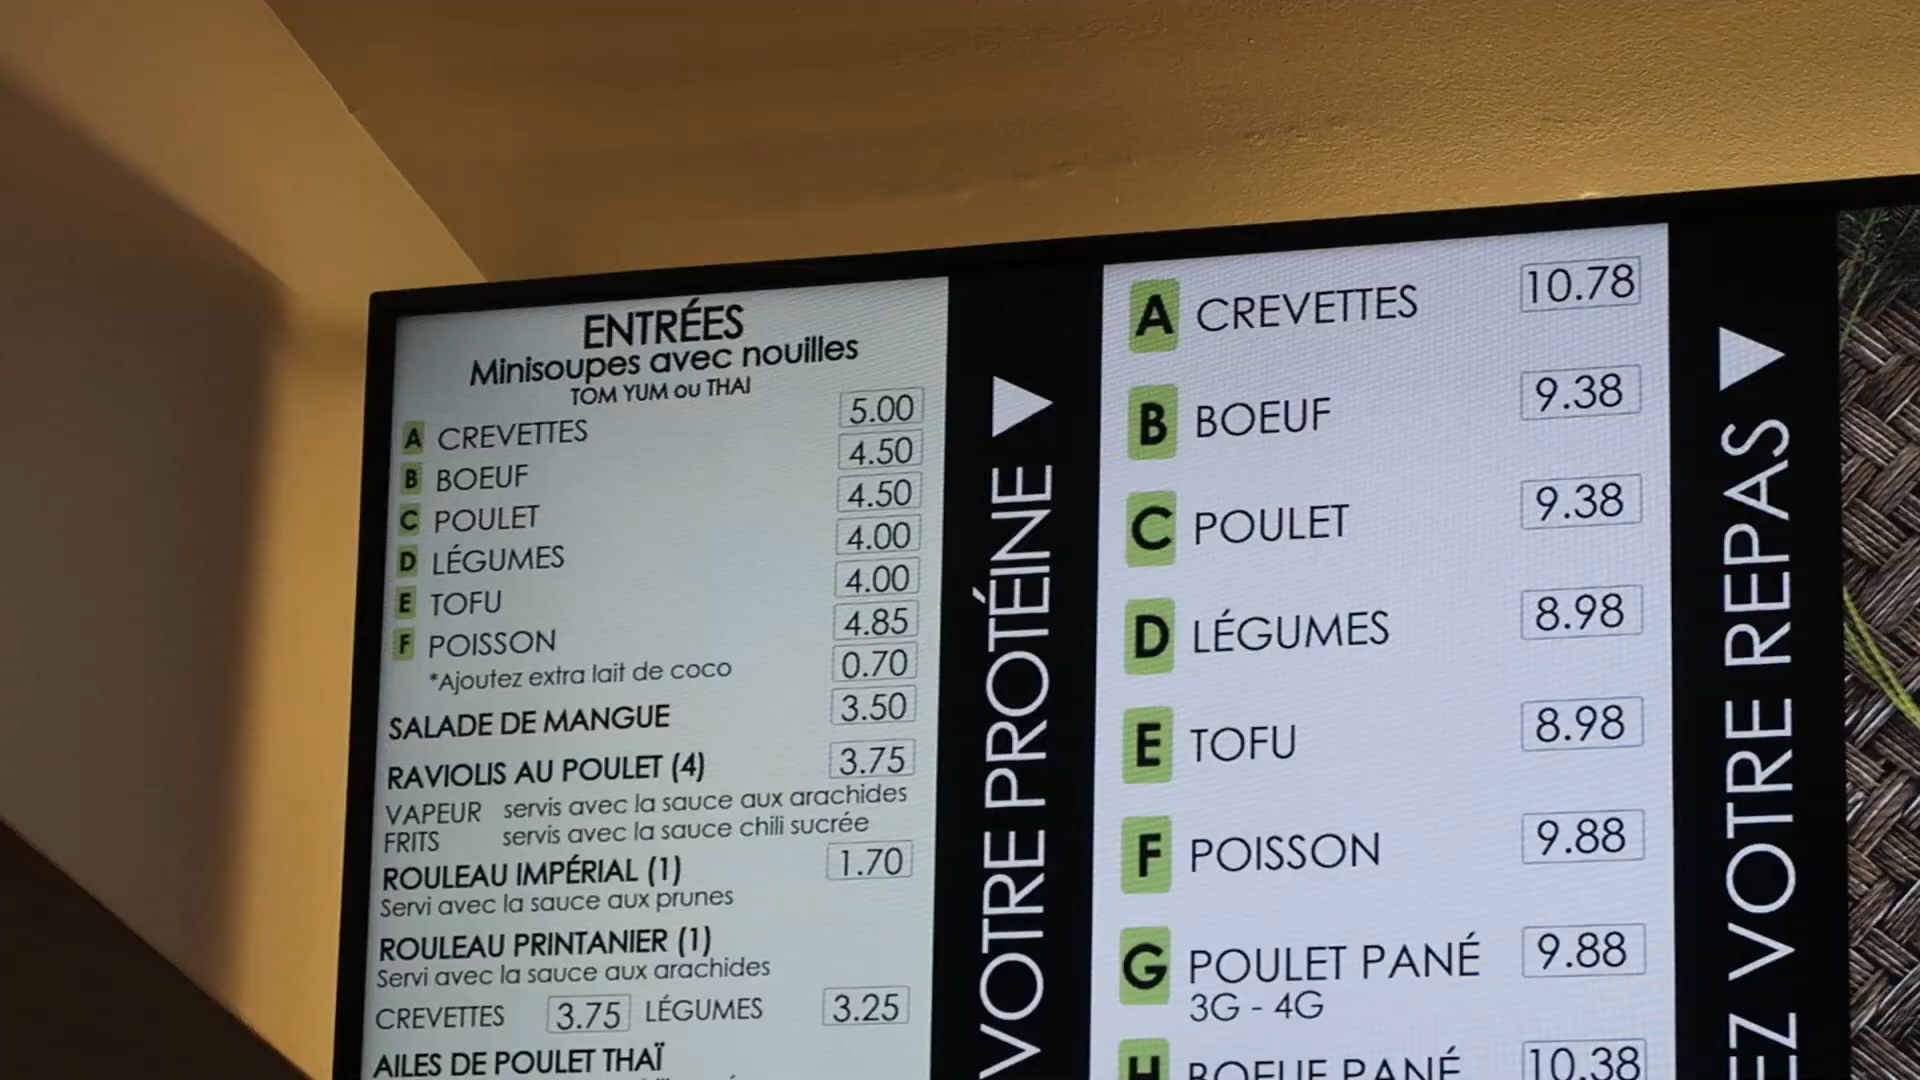 ENTRÉES
Minisoupes avec nouilles
TOM YUM ou THAI
A CREVETTES 5.00
B BOEUF 4.50
C POULET 4.50
D LÉGUMES 4.00
E TOFU 4.00
F POISSON 4.85
*Ajoutez extra lait de coco 0.70
SALADE DE MANGUE 3.50
RAVIOLIS AU POULET (4) 3.75
VAPEUR servis avec la sauce aux arachides
FRITS servis avec la sauce chili sucrée
ROULEAU IMPÉRIAL (1) 1.70
Servi avec la sauce aux prunes
ROULEAU PRINTANIER (1)
Servi avec la sauce aux arachides
CREVETTES 3.75 LÉGUMES 3.25
AILES DE POULET THAÏ
VOTRE PROTÉINE
A CREVETTES 10.78
B BOEUF 9.38
C POULET 9.38
D LÉGUMES 8.98
E TOFU 8.98
F POISSON 9.88
G POULET PANÉ 9.88
3G - 4G
H BOEUF PANÉ 10.38
EZ VOTRE REPAS